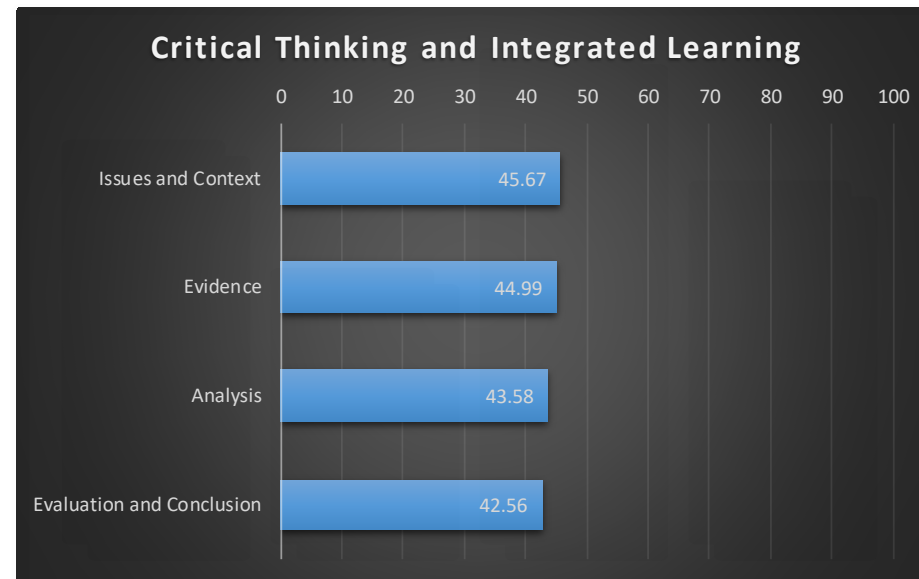 Critical Thinking and Integrated Learning
0 10 20 30 40 50 60 70 80 90 100
Issues and Context 45.67
Evidence 44.99
Analysis 43.58
Evaluation and Conclusion 42.56